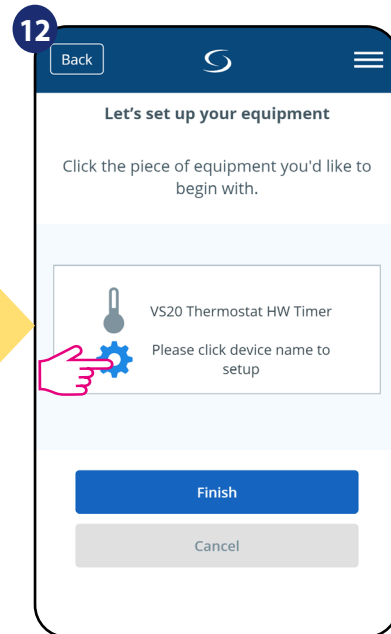 12
Back
Let's set up your equipment
Click the piece of equipment you'd like to
begin with.
VS20 Thermostat HW Timer
Please click device name to
setup
Finish
Cancel